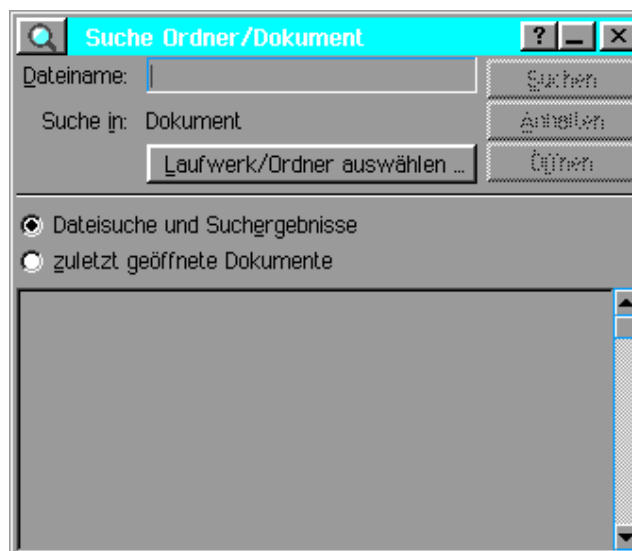 Suche Ordner/Dokument
Dateiname:
Suchen
Suche in: Dokument
Anhalten
Laufwerk/Ordner auswählen ...
Öffnen
Dateisuche und Suchergebnisse
zuletzt geöffnete Dokumente